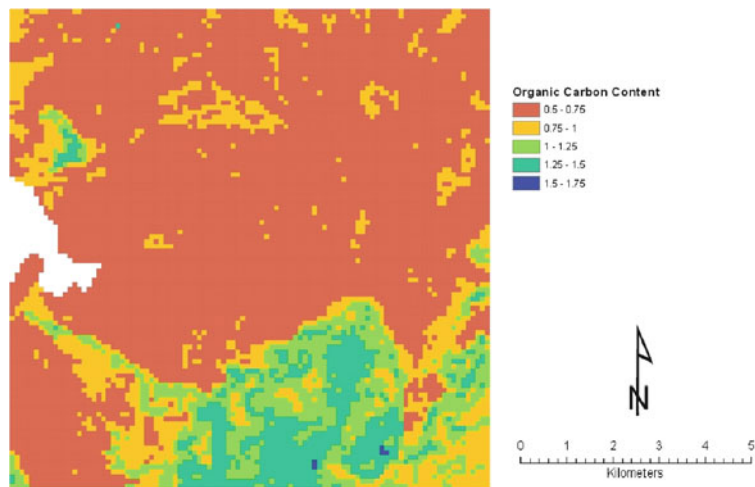 Organic Carbon Content
0.5 - 0.75
0.75 - 1
1 - 1.25
1.25 - 1.5
1.5 - 1.75
N
0 1 2 3 4 5
Kilometers